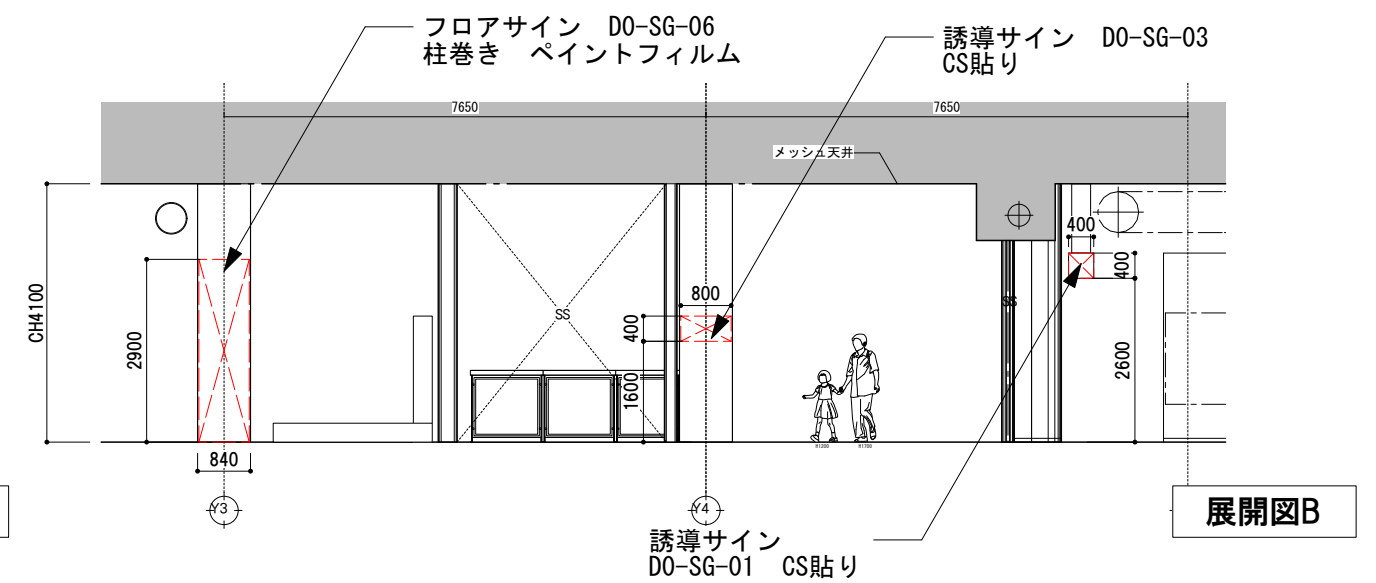 フロアサイン DO-SG-06
柱巻き ペイントフィルム
誘導サイン DO-SG-03
CS貼り
7650
7650
メッシュ天井
CH4100
2900
840
SS
800
400
1600
H1200
H1700
SS
400
400
2600
Y3
Y4
誘導サイン
DO-SG-01 CS貼り
展開図B